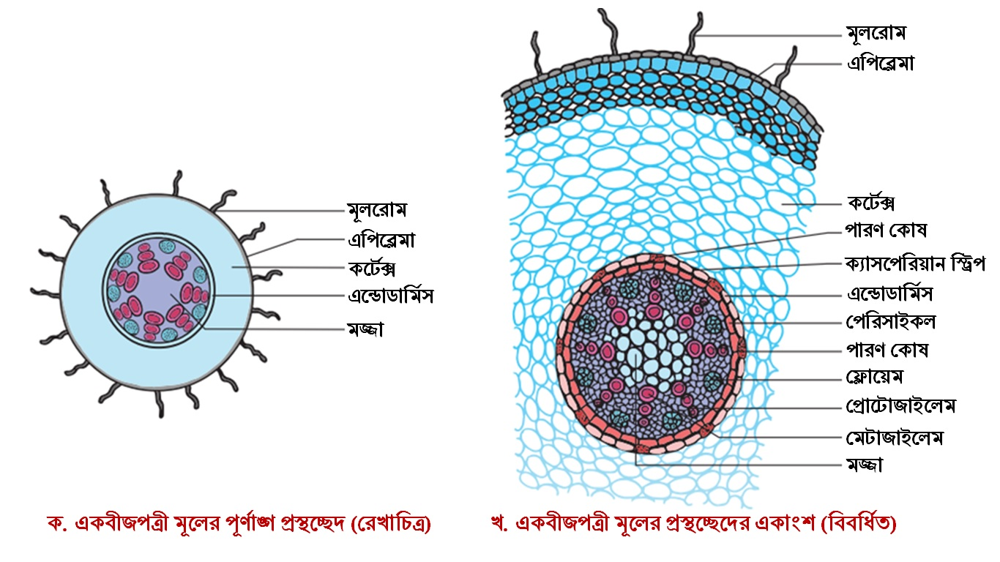 মূলরোম
এপিব্লেমা
কর্টেক্স
এন্ডোডার্মিস
মজ্জা
ক. একবীজপত্রী মূলের পূর্ণাঙ্গ প্রস্থচ্ছেদ (রেখাচিত্র)
মূলরোম
এপিব্লেমা
কর্টেক্স
পারণ কোষ
ক্যাসপেরিয়ান স্ট্রিপ
এন্ডোডার্মিস
পেরিসাইকল
পারণ কোষ
ফ্লোয়েম
প্রোটোজাইলেম
মেটাজাইলেম
মজ্জা
খ. একবীজপত্রী মূলের প্রস্থচ্ছেদের একাংশ (বিবর্ধিত)